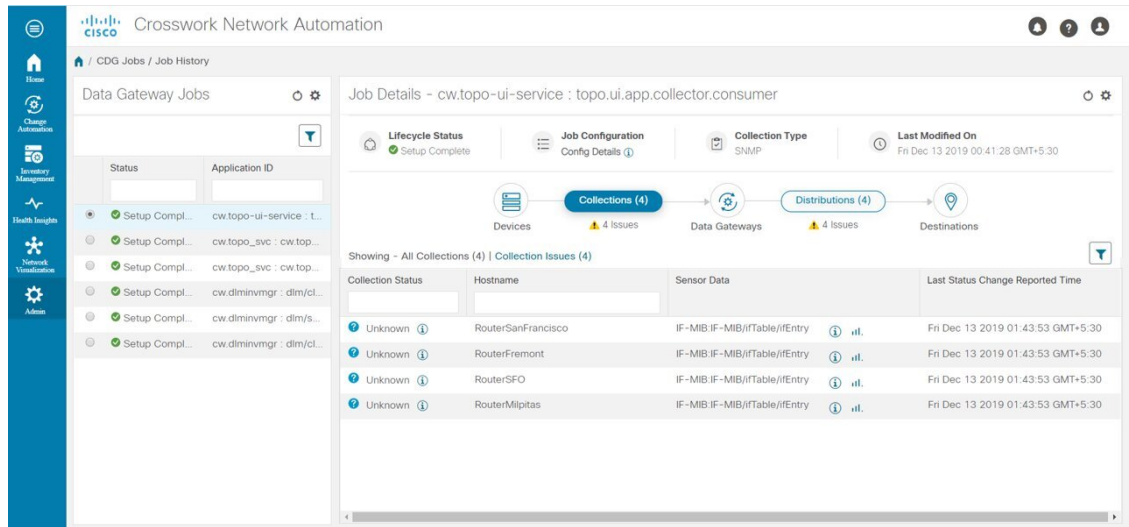 CISCO Crosswork Network Automation
/ CDG Jobs / Job History
Home
Change Automation
Inventory Management
Health Insights
Network Visualization
Admin
Data Gateway Jobs
Status Application ID
Setup Compl... cw.topo-ui-service : t...
Setup Compl... cw.topo_svc : cw.top...
Setup Compl... cw.topo_svc : cw.top...
Setup Compl... cw.dlminvmgr : dlm/cl...
Setup Compl... cw.dlminvmgr : dlm/s...
Setup Compl... cw.dlminvmgr : dlm/cl...
Job Details - cw.topo-ui-service : topo.ui.app.collector.consumer
Lifecycle Status Job Configuration Collection Type Last Modified On
Setup Complete Config Details SNMP Fri Dec 13 2019 00:41:28 GMT+5:30
Collections (4) Distributions (4)
Devices 4 Issues Data Gateways 4 Issues Destinations
Showing - All Collections (4) | Collection Issues (4)
Collection Status Hostname Sensor Data Last Status Change Reported Time
Unknown RouterSanFrancisco IF-MIB:IF-MIB/ifTable/ifEntry Fri Dec 13 2019 01:43:53 GMT+5:30
Unknown RouterFremont IF-MIB:IF-MIB/ifTable/ifEntry Fri Dec 13 2019 01:43:53 GMT+5:30
Unknown RouterSFO IF-MIB:IF-MIB/ifTable/ifEntry Fri Dec 13 2019 01:43:53 GMT+5:30
Unknown RouterMilpitas IF-MIB:IF-MIB/ifTable/ifEntry Fri Dec 13 2019 01:43:53 GMT+5:30